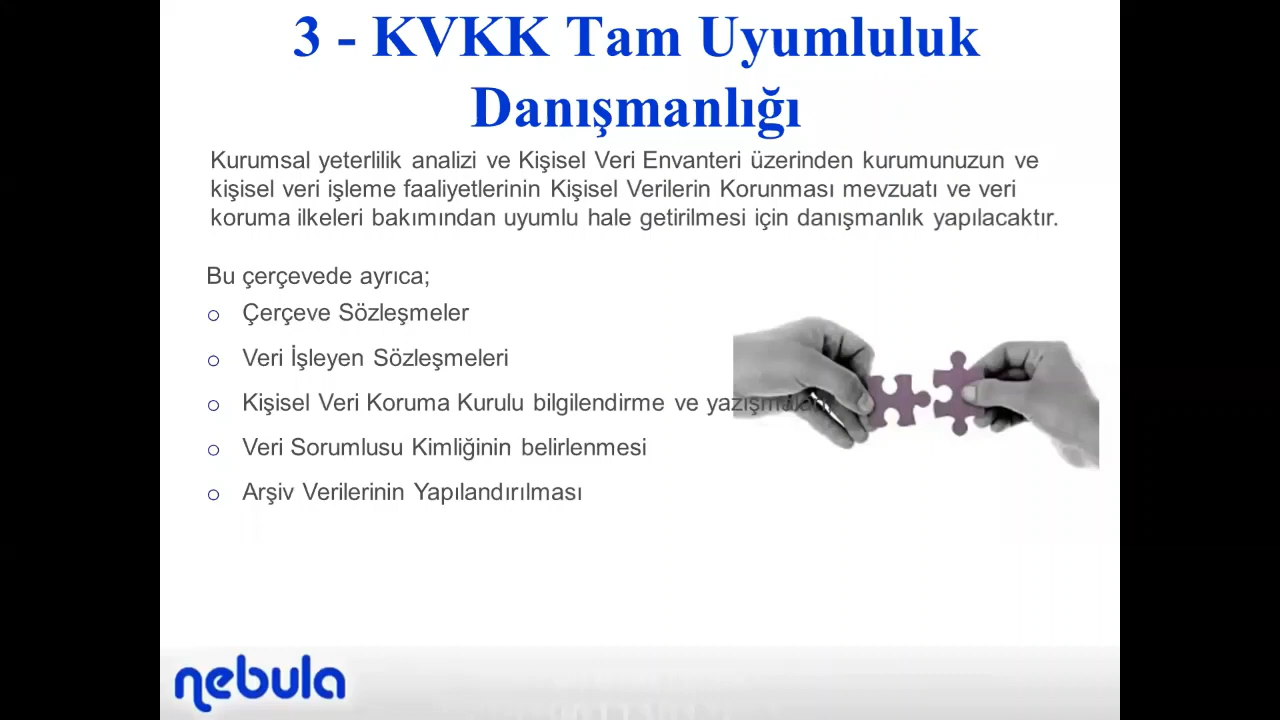 3 - KVKK Tam Uyumluluk
Danışmanlığı
Kurumsal yeterlilik analizi ve Kişisel Veri Envanteri üzerinden kurumunuzun ve
kişisel veri işleme faaliyetlerinin Kişisel Verilerin Korunması mevzuatı ve veri
koruma ilkeleri bakımından uyumlu hale getirilmesi için danışmanlık yapılacaktır.
Bu çerçevede ayrıca;
o Çerçeve Sözleşmeler
o Veri İşleyen Sözleşmeleri
o Kişisel Veri Koruma Kurulu bilgilendirme ve yazışmaları
o Veri Sorumlusu Kimliğinin belirlenmesi
o Arşiv Verilerinin Yapılandırılması
nebula